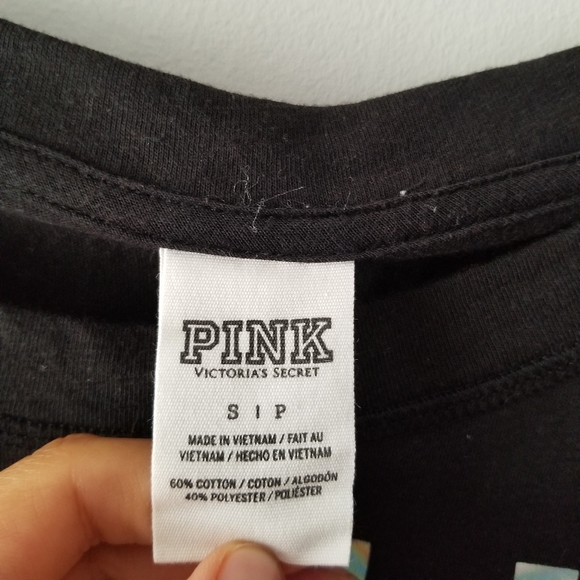 PINK
VICTORIA'S SECRET
S | P
MADE IN VIETNAM / FAIT AU
VIETNAM / HECHO EN VIETNAM
60% COTTON / COTON / ALGODÓN
40% POLYESTER / POLIÉSTER